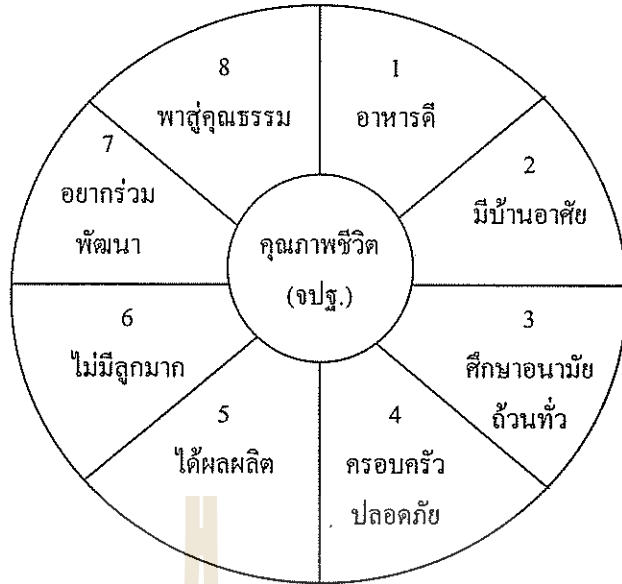 8
พาสู่คุณธรรม
1
อาหารดี
7
อยากร่วม
พัฒนา
2
มีบ้านอาศัย
คุณภาพชีวิต
(จปฐ.)
6
ไม่มีลูกมาก
3
ศึกษาอนามัย
ถ้วนทั่ว
5
ได้ผลผลิต
4
ครอบครัว
ปลอดภัย